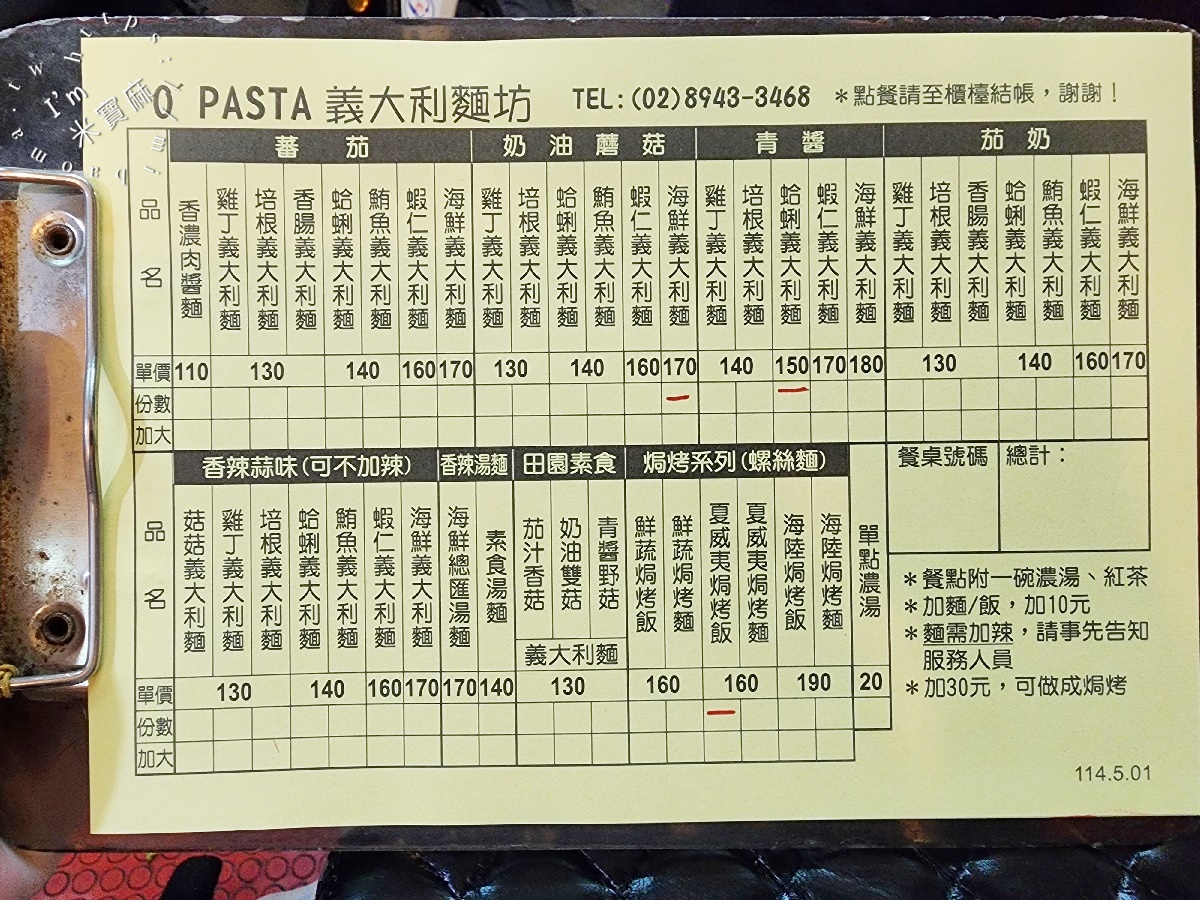 Q PASTA 義大利麵坊 TEL:(02)8943-3468 *點餐請至櫃檯結帳，謝謝！
I'm 米寶麻
蕃茄 奶油蘑菇 青醬 茄奶
品名
香濃肉醬麵
雞丁義大利麵
培根義大利麵
香腸義大利麵
蛤蜊義大利麵
鮪魚義大利麵
蝦仁義大利麵
海鮮義大利麵
雞丁義大利麵
培根義大利麵
蛤蜊義大利麵
鮪魚義大利麵
蝦仁義大利麵
海鮮義大利麵
雞丁義大利麵
培根義大利麵
蛤蜊義大利麵
蝦仁義大利麵
海鮮義大利麵
雞丁義大利麵
培根義大利麵
香腸義大利麵
蛤蜊義大利麵
鮪魚義大利麵
蝦仁義大利麵
海鮮義大利麵
單價 110 130 140 160 170 130 140 160 170 140 150 170 180 130 140 160 170
份數
加大
香辣蒜味(可不加辣) 香辣湯麵 田園素食 焗烤系列(螺絲麵)
品名
菇菇義大利麵
雞丁義大利麵
培根義大利麵
蛤蜊義大利麵
鮪魚義大利麵
蝦仁義大利麵
海鮮義大利麵
海鮮總匯湯麵
素食湯麵
茄汁香菇
奶油雙菇
青醬野菇
義大利麵
鮮蔬焗烤飯
鮮蔬焗烤麵
夏威夷焗烤飯
夏威夷焗烤麵
海陸焗烤飯
海陸焗烤麵
單點濃湯
單價 130 140 160 170 170 140 130 160 160 190 20
份數
加大
餐桌號碼 總計：
*餐點附一碗濃湯、紅茶
*加麵/飯，加10元
*麵需加辣，請事先告知
服務人員
*加30元，可做成焗烤
114.5.01